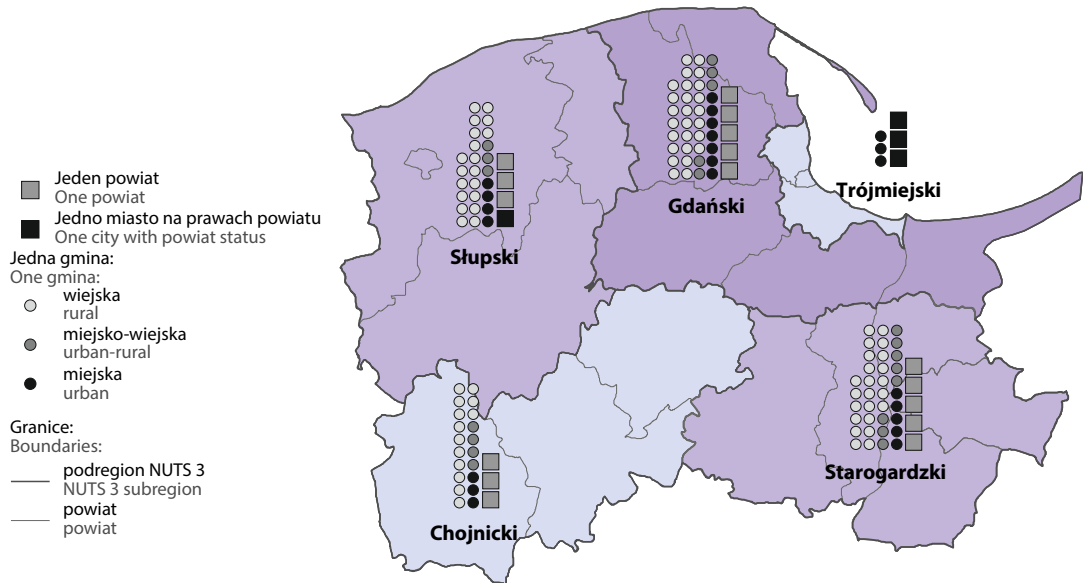 Jeden powiat
One powiat
Jedno miasto na prawach powiatu
One city with powiat status
Jedna gmina:
One gmina:
wiejska
rural
miejsko-wiejska
urban-rural
miejska
urban
Granice:
Boundaries:
podregion NUTS 3
NUTS 3 subregion
powiat
powiat
Trójmiejski
Gdański
Słupski
Starogardzki
Chojnicki